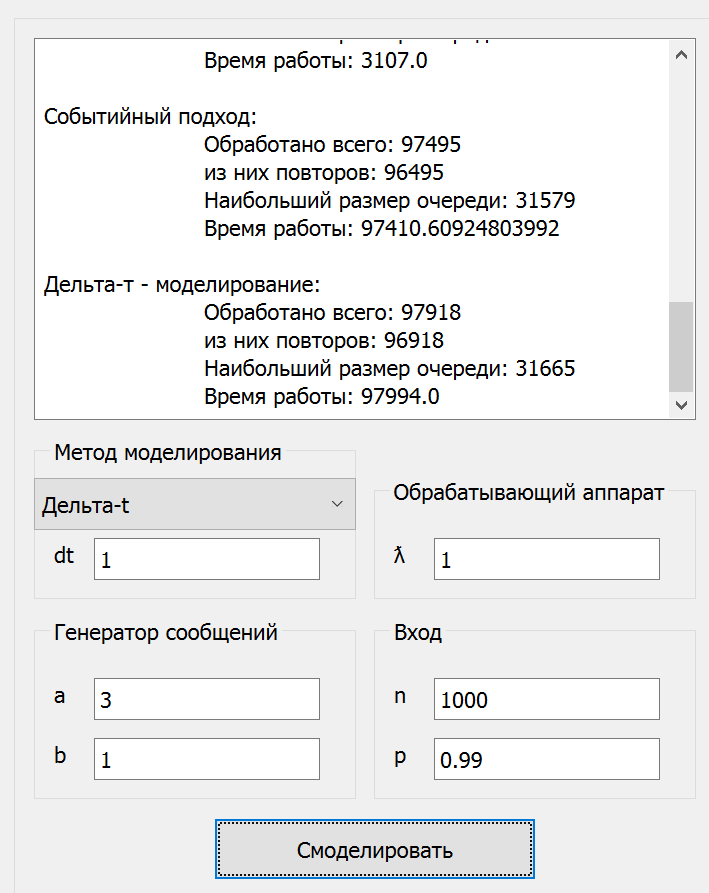 Время работы: 3107.0
Событийный подход:
Обработано всего: 97495
из них повторов: 96495
Наибольший размер очереди: 31579
Время работы: 97410.60924803992
Дельта-т - моделирование:
Обработано всего: 97918
из них повторов: 96918
Наибольший размер очереди: 31665
Время работы: 97994.0
Метод моделирования
Дельта-t
dt 1
Обрабатывающий аппарат
ƛ 1
Генератор сообщений
a 3
b 1
Вход
n 1000
p 0.99
Смоделировать